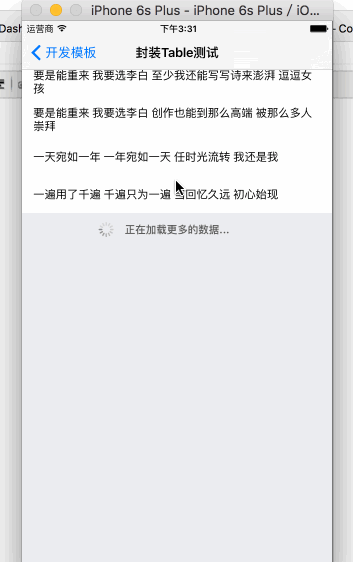 iPhone 6s Plus - iPhone 6s Plus / iO...
Dash
- Co
运营商
下午3:31
开发模板
封装Table测试
要是能重来 我要选李白 至少我还能写写诗来澎湃 逗逗女
孩
要是能重来 我要选李白 创作也能到那么高端 被那么多人
崇拜
一天宛如一年 一年宛如一天 任时光流转 我还是我
一遍用了千遍 千遍只为一遍 当回忆久远 初心始现
正在加载更多的数据...